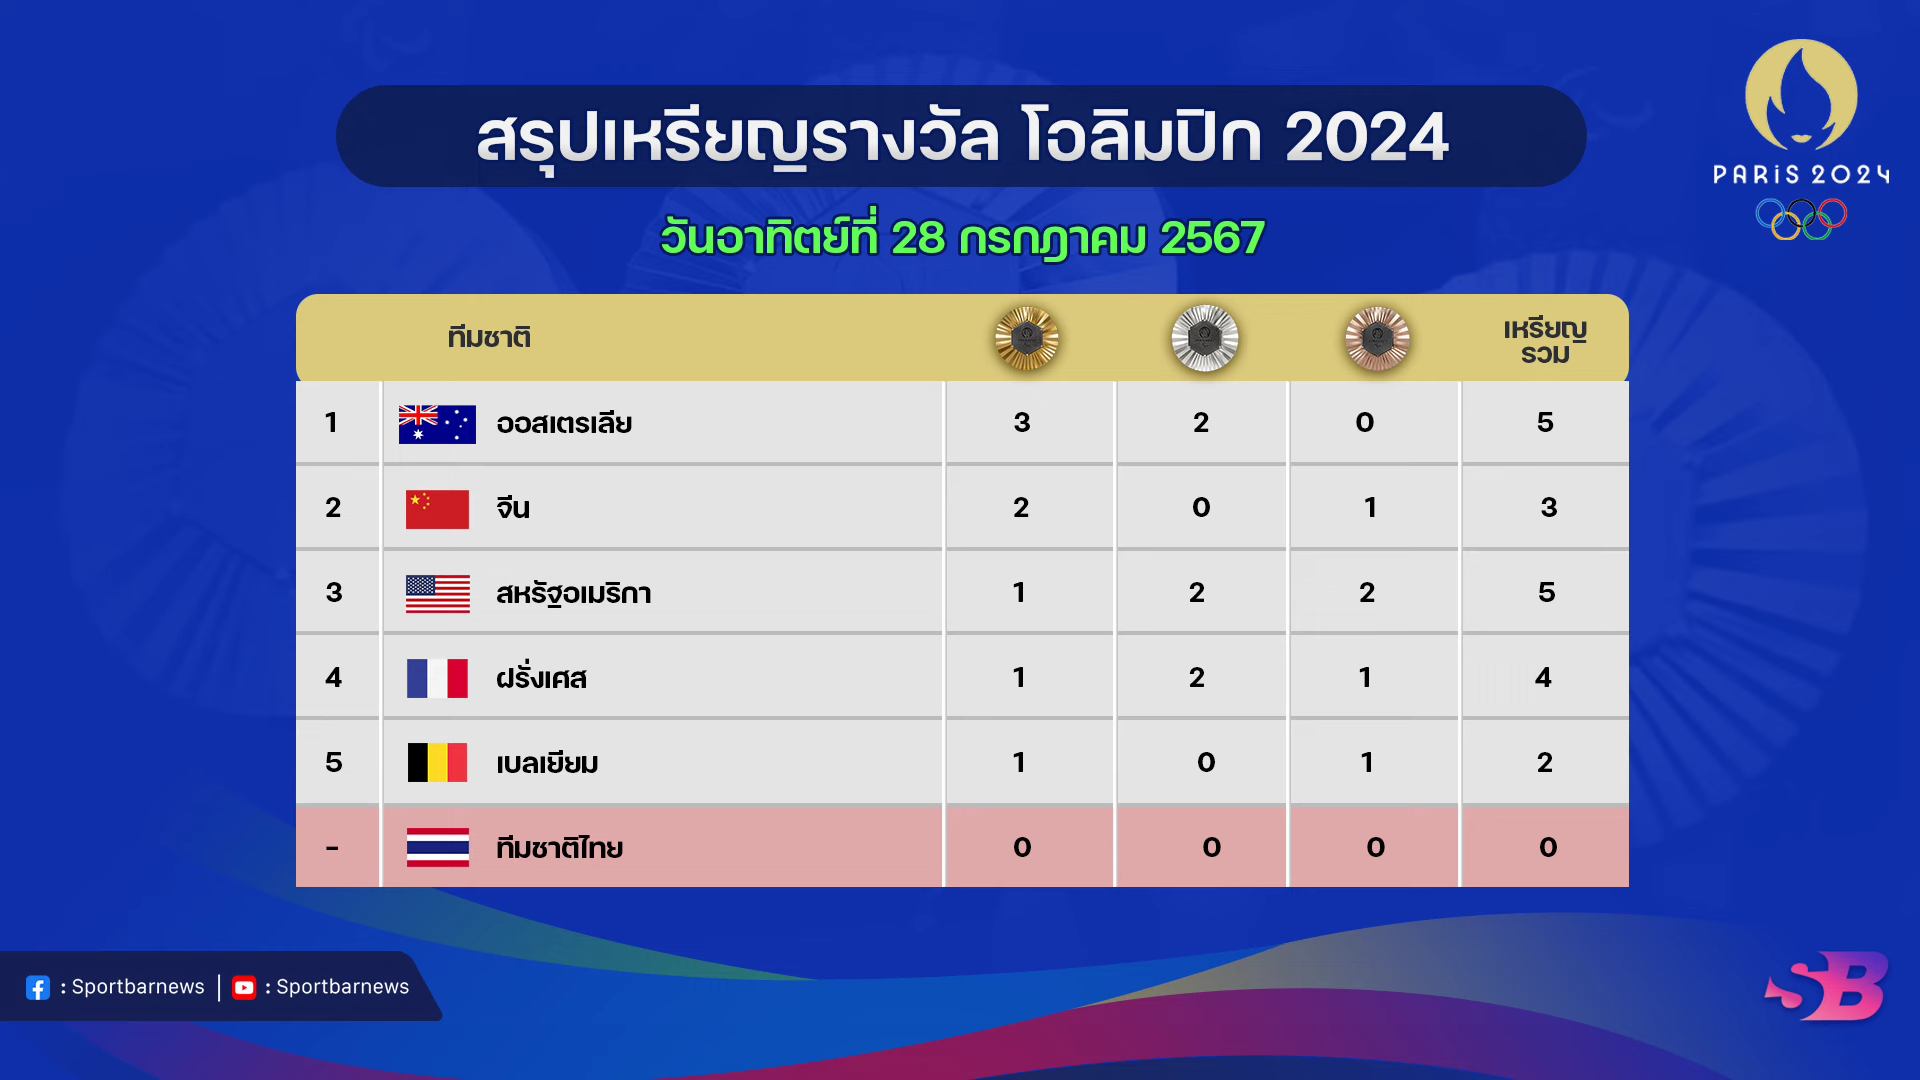 สรุปเหรียญรางวัล โอลิมปิก 2024
PARIS 2024
วันอาทิตย์ที่ 28 กรกฎาคม 2567
ทีมชาติ เหรียญ
รวม
1 ออสเตรเลีย 3 2 0 5
2 จีน 2 0 1 3
3 สหรัฐอเมริกา 1 2 2 5
4 ฝรั่งเศส 1 2 1 4
5 เบลเยียม 1 0 1 2
- ทีมชาติไทย 0 0 0 0
: Sportbarnews | : Sportbarnews
SB